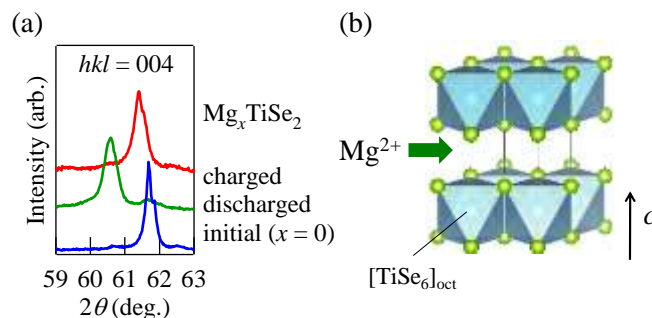 (a)
hkl = 004
Intensity (arb.)
MgₓTiSe₂
charged
discharged
initial (x = 0)
59 60 61 62 63
2θ (deg.)
(b)
Mg²⁺
[TiSe₆]oct